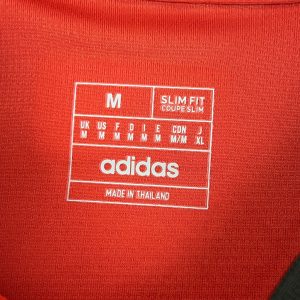 M
SLIM FIT
COUPE SLIM
UK US F D I E CDN J
M M M M M M M/M XL
adidas
MADE IN THAILAND